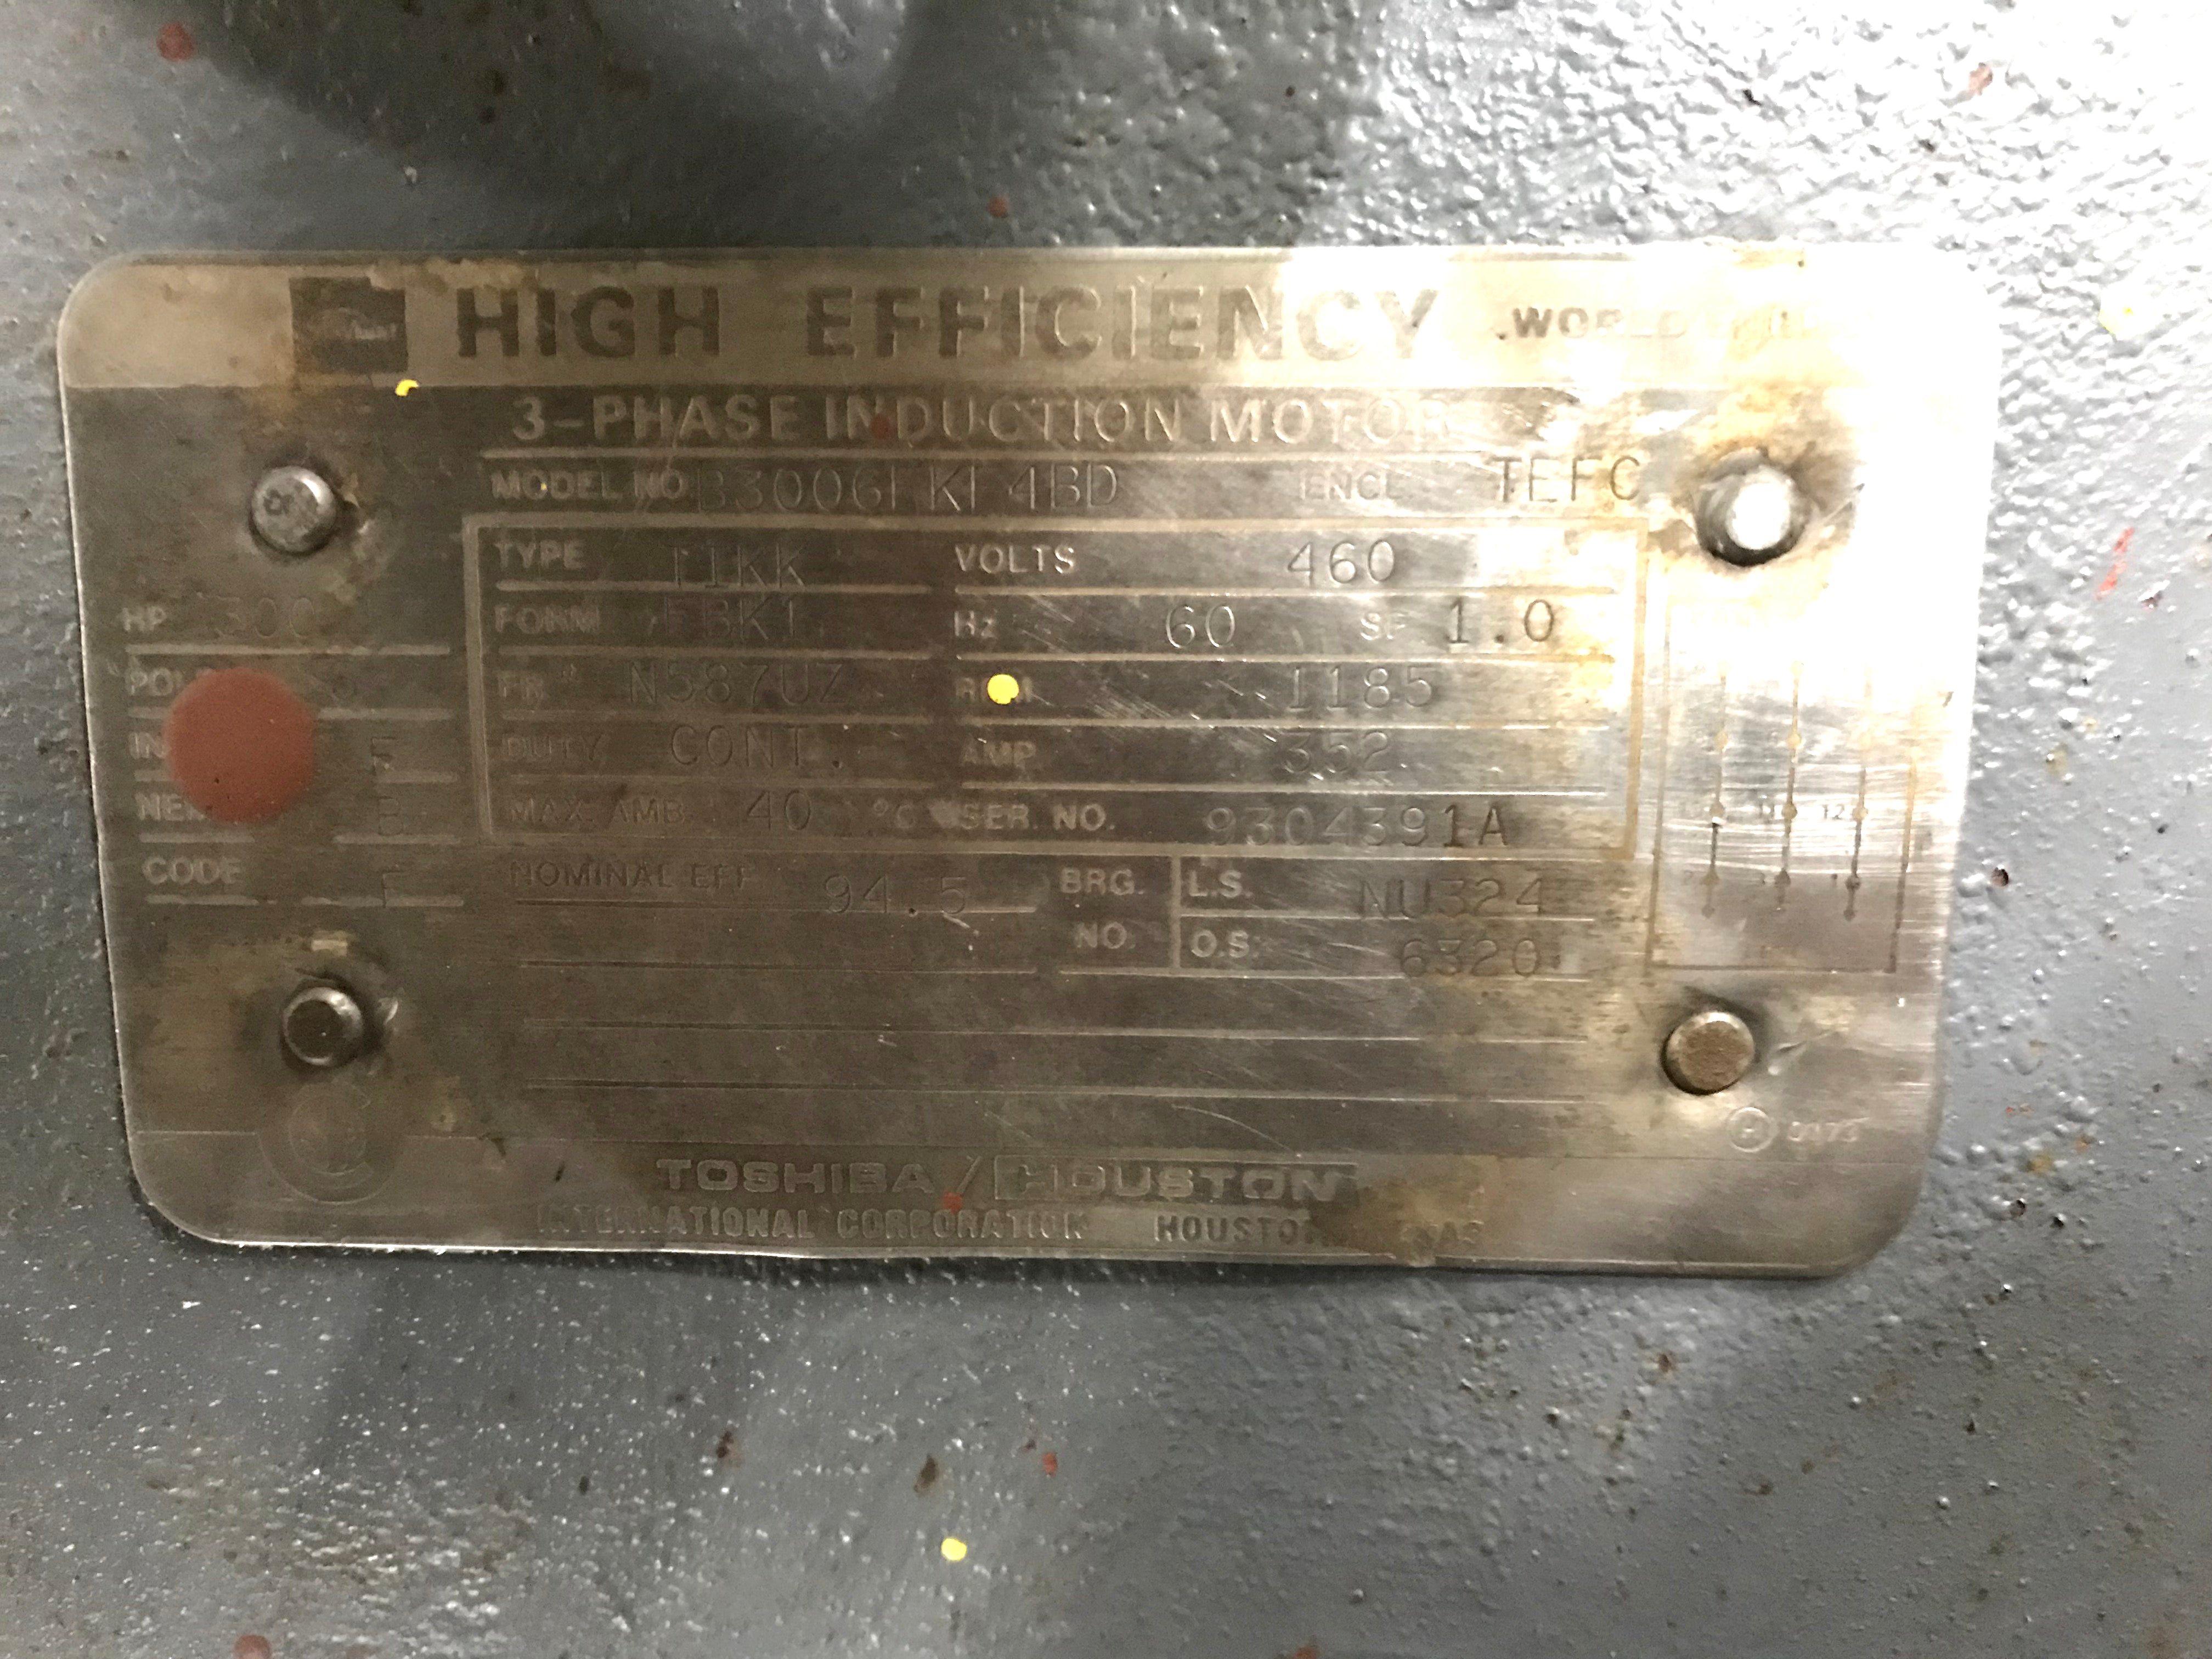 HIGH EFFICIENCY
3-PHASE INDUCTION MOTOR
MODEL NO. ENCL TEFC
TYPE TIKK VOLTS 460
HP 300 FORM FBK1 Hz 60 SF 1.0
FR N587UZ 1185
F DUTY CONT. AMP 352
B MAX. AMB. 40 °C SER. NO. 9304391A
CODE F NOMINAL EFF 94.5 BRG. L.S. NU324
NO. O.S. 6320
12
TOSHIBA / HOUSTON
INTERNATIONAL CORPORATION